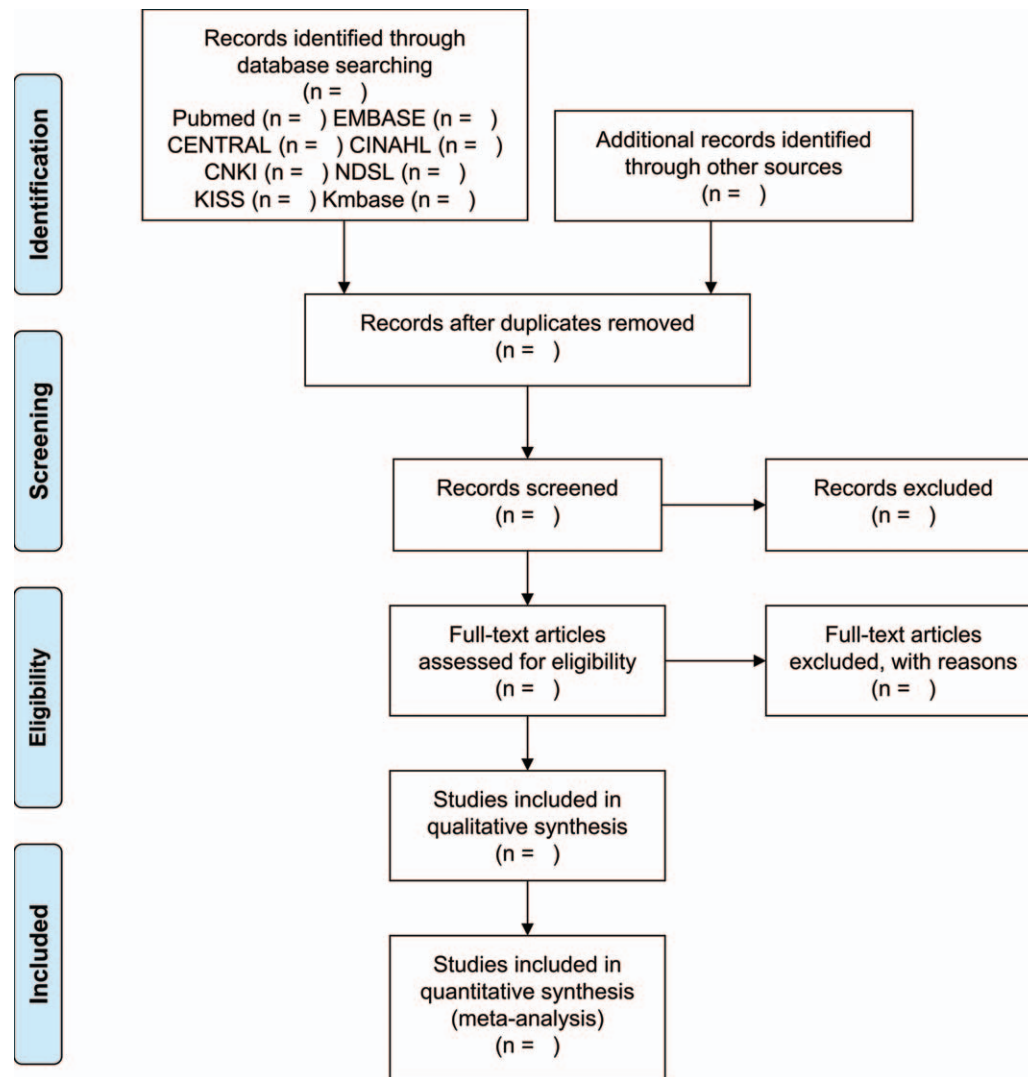 Identification
Records identified through
database searching
(n =   )
Pubmed (n =   ) EMBASE (n =   )
CENTRAL (n =   ) CINAHL (n =   )
CNKI (n =   ) NDSL (n =   )
KISS (n =   ) Kmbase (n =   )
Additional records identified
through other sources
(n =   )
Screening
Records after duplicates removed
(n =   )
Records screened
(n =   )
Records excluded
(n =   )
Eligibility
Full-text articles
assessed for eligibility
(n =   )
Full-text articles
excluded, with reasons
(n =   )
Studies included in
qualitative synthesis
(n =   )
Included
Studies included in
quantitative synthesis
(meta-analysis)
(n =   )